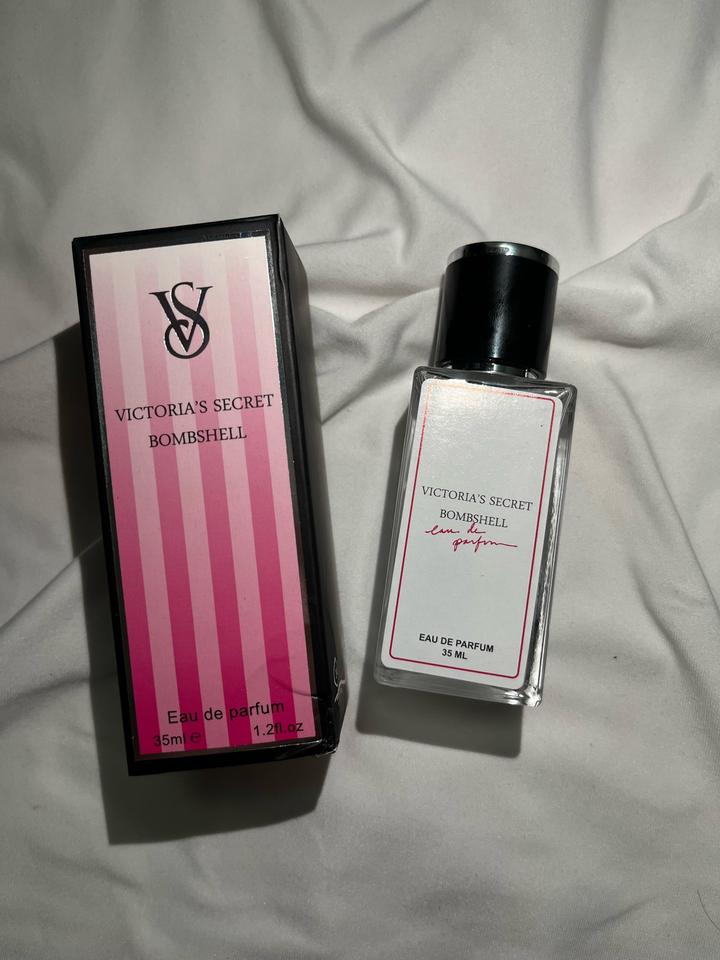 VS
VICTORIA'S SECRET
BOMBSHELL
Eau de parfum
35ml ℮ 1.2fl.oz
VICTORIA'S SECRET
BOMBSHELL
eau de
parfum
EAU DE PARFUM
35 ML